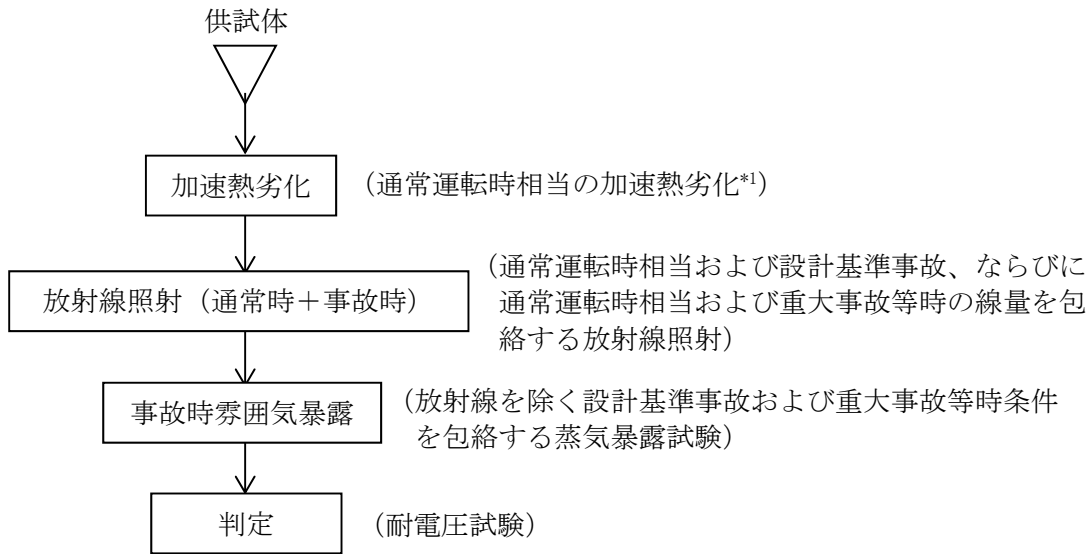 供試体
加速熱劣化
(通常運転時相当の加速熱劣化*1)
放射線照射(通常時+事故時)
(通常運転時相当および設計基準事故、ならびに
通常運転時相当および重大事故等時の線量を包
絡する放射線照射)
事故時雰囲気暴露
(放射線を除く設計基準事故および重大事故等時条件
を包絡する蒸気暴露試験)
判定
(耐電圧試験)